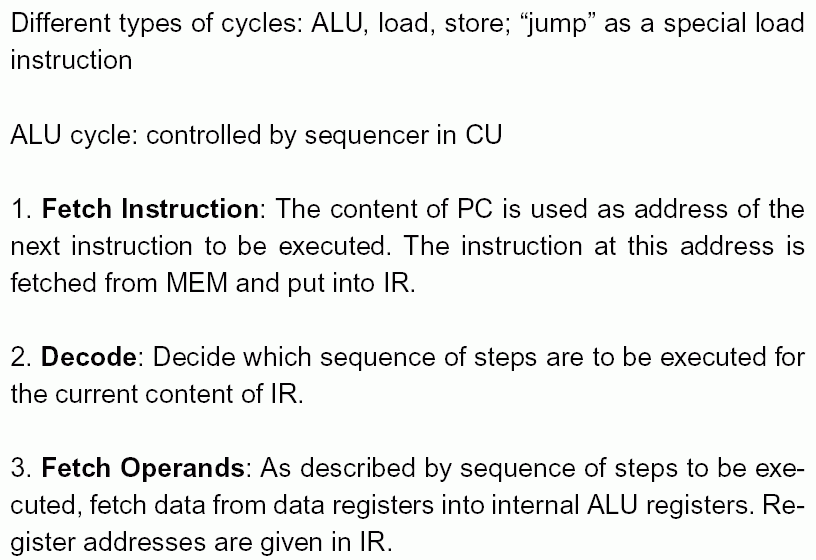 Different types of cycles: ALU, load, store; “jump” as a special load
instruction
ALU cycle: controlled by sequencer in CU
1. Fetch Instruction: The content of PC is used as address of the
next instruction to be executed. The instruction at this address is
fetched from MEM and put into IR.
2. Decode: Decide which sequence of steps are to be executed for
the current content of IR.
3. Fetch Operands: As described by sequence of steps to be exe-
cuted, fetch data from data registers into internal ALU registers. Re-
gister addresses are given in IR.